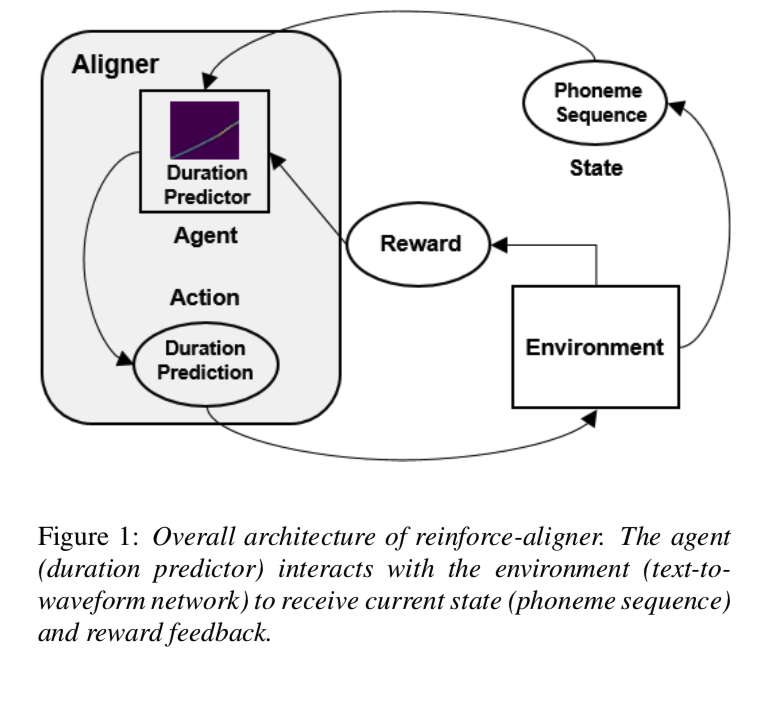 Aligner
Duration
Predictor
Agent
Action
Duration
Prediction
Phoneme
Sequence
State
Reward
Environment
Figure 1: Overall architecture of reinforce-aligner. The agent
(duration predictor) interacts with the environment (text-to-
waveform network) to receive current state (phoneme sequence)
and reward feedback.